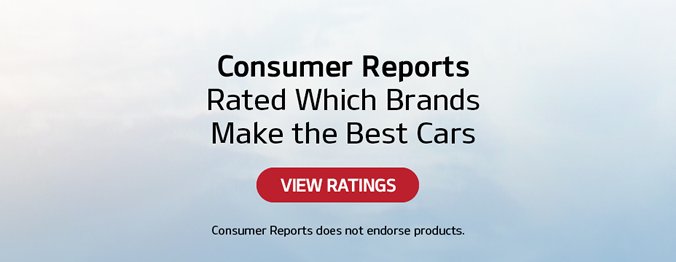 Consumer Reports
Rated Which Brands
Make the Best Cars
VIEW RATINGS
Consumer Reports does not endorse products.